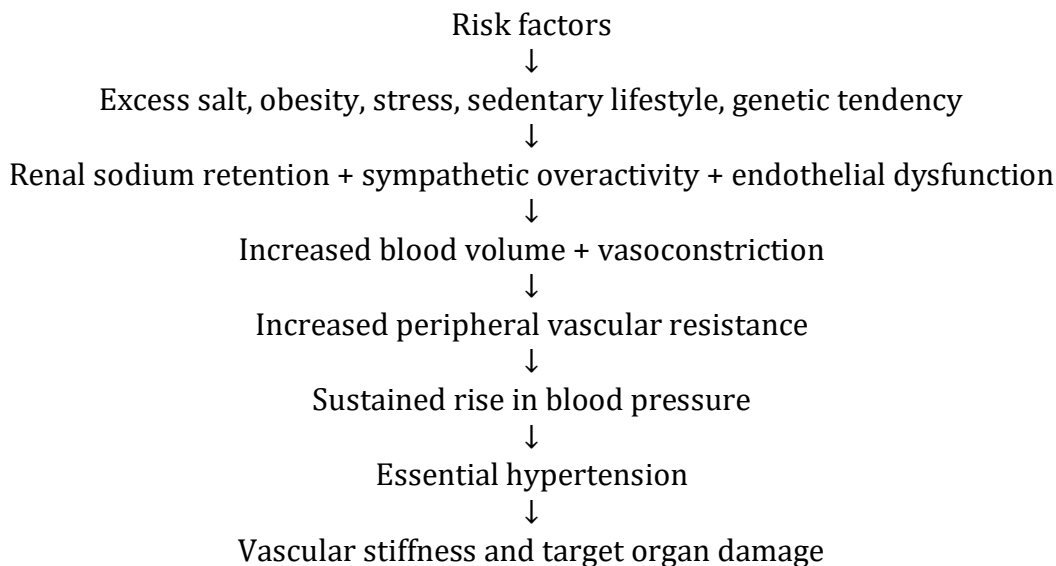 Risk factors
↓
Excess salt, obesity, stress, sedentary lifestyle, genetic tendency
↓
Renal sodium retention + sympathetic overactivity + endothelial dysfunction
↓
Increased blood volume + vasoconstriction
↓
Increased peripheral vascular resistance
↓
Sustained rise in blood pressure
↓
Essential hypertension
↓
Vascular stiffness and target organ damage